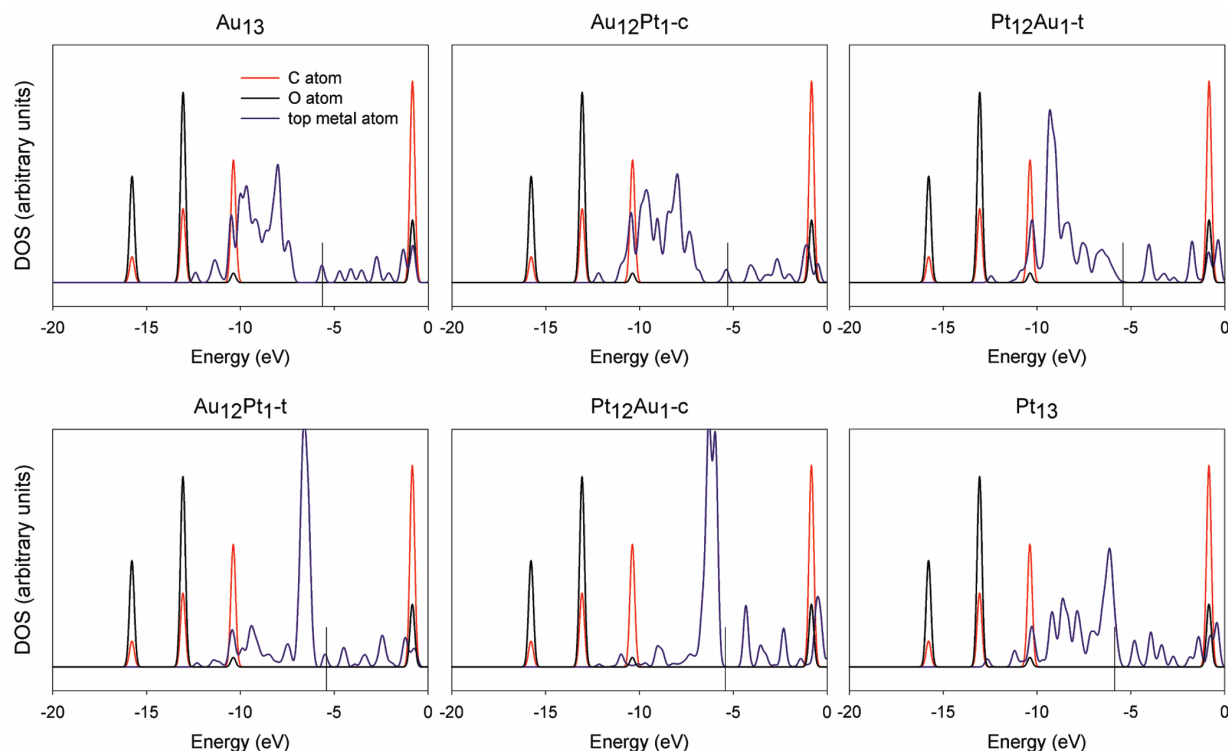 Au13
Au12Pt1-c
Pt12Au1-t
C atom
O atom
top metal atom
DOS (arbitrary units)
-20 -15 -10 -5 0
-20 -15 -10 -5 0
-20 -15 -10 -5 0
Energy (eV)
Energy (eV)
Energy (eV)
Au12Pt1-t
Pt12Au1-c
Pt13
DOS (arbitrary units)
-20 -15 -10 -5 0
-20 -15 -10 -5 0
-20 -15 -10 -5 0
Energy (eV)
Energy (eV)
Energy (eV)